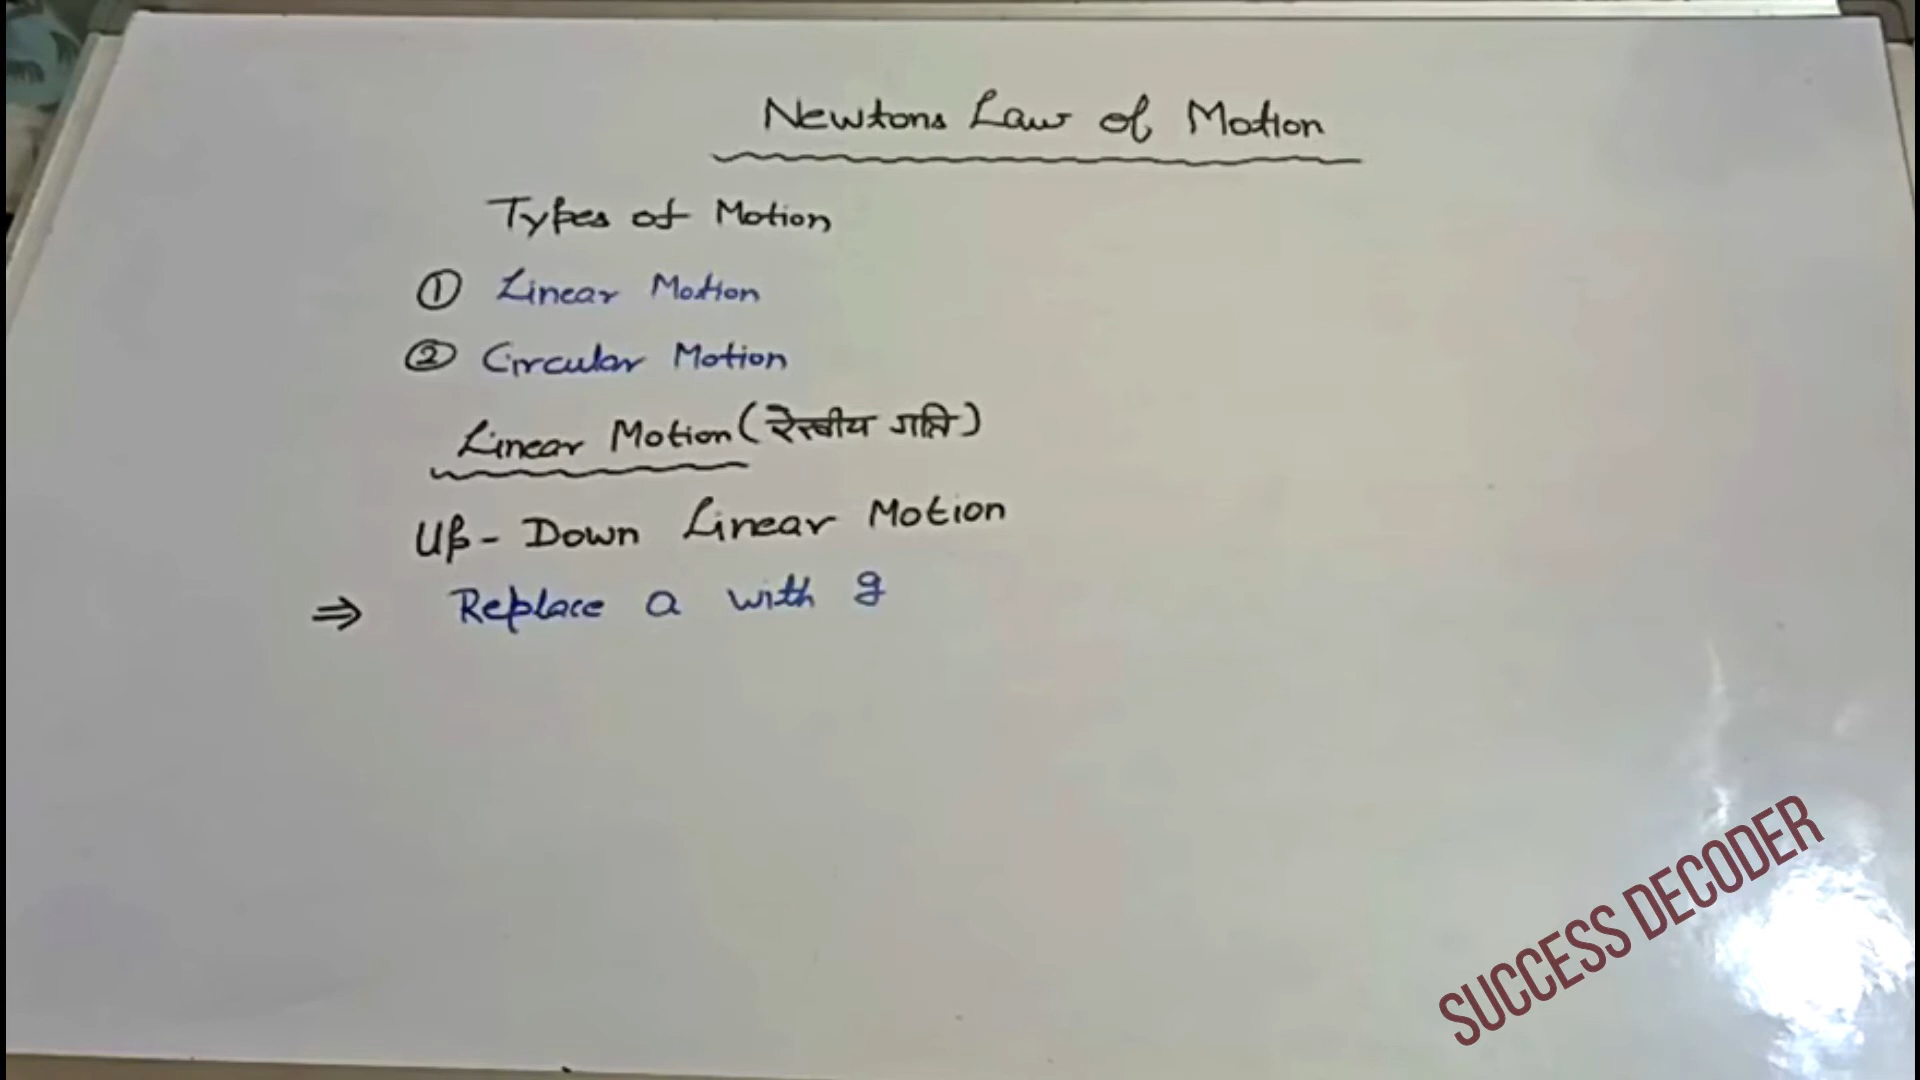 Newtons Law of Motion
Types of Motion
① Linear Motion
② Circular Motion
Linear Motion (रेखीय गति)
Up - Down Linear Motion
⇒ Replace a with g
SUCCESS DECODER